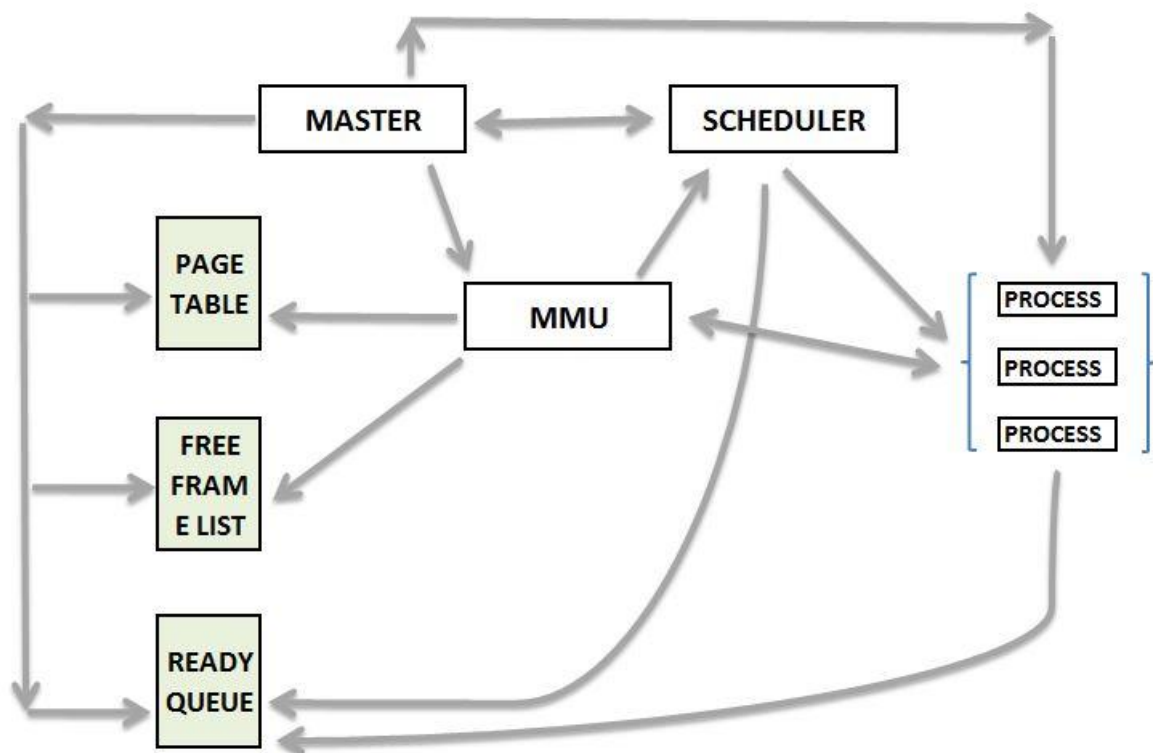 MASTER
SCHEDULER
PAGE
TABLE
MMU
PROCESS
PROCESS
PROCESS
FREE
FRAM
E LIST
READY
QUEUE